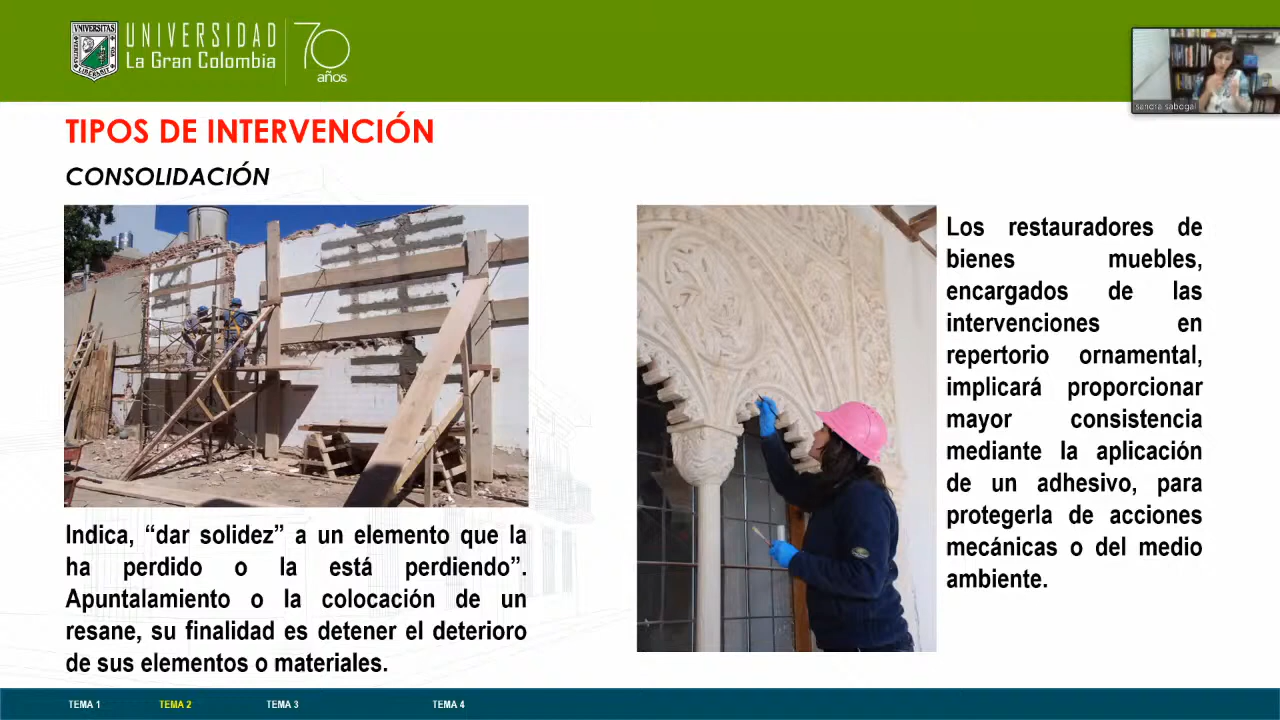 UNIVERSIDAD
La Gran Colombia
70
años
sandra sabogal
TIPOS DE INTERVENCIÓN
CONSOLIDACIÓN
Indica, “dar solidez” a un elemento que la
ha perdido o la está perdiendo”.
Apuntalamiento o la colocación de un
resane, su finalidad es detener el deterioro
de sus elementos o materiales.
Los restauradores de
bienes muebles,
encargados de las
intervenciones en
repertorio ornamental,
implicará proporcionar
mayor consistencia
mediante la aplicación
de un adhesivo, para
protegerla de acciones
mecánicas o del medio
ambiente.
TEMA 1
TEMA 2
TEMA 3
TEMA 4